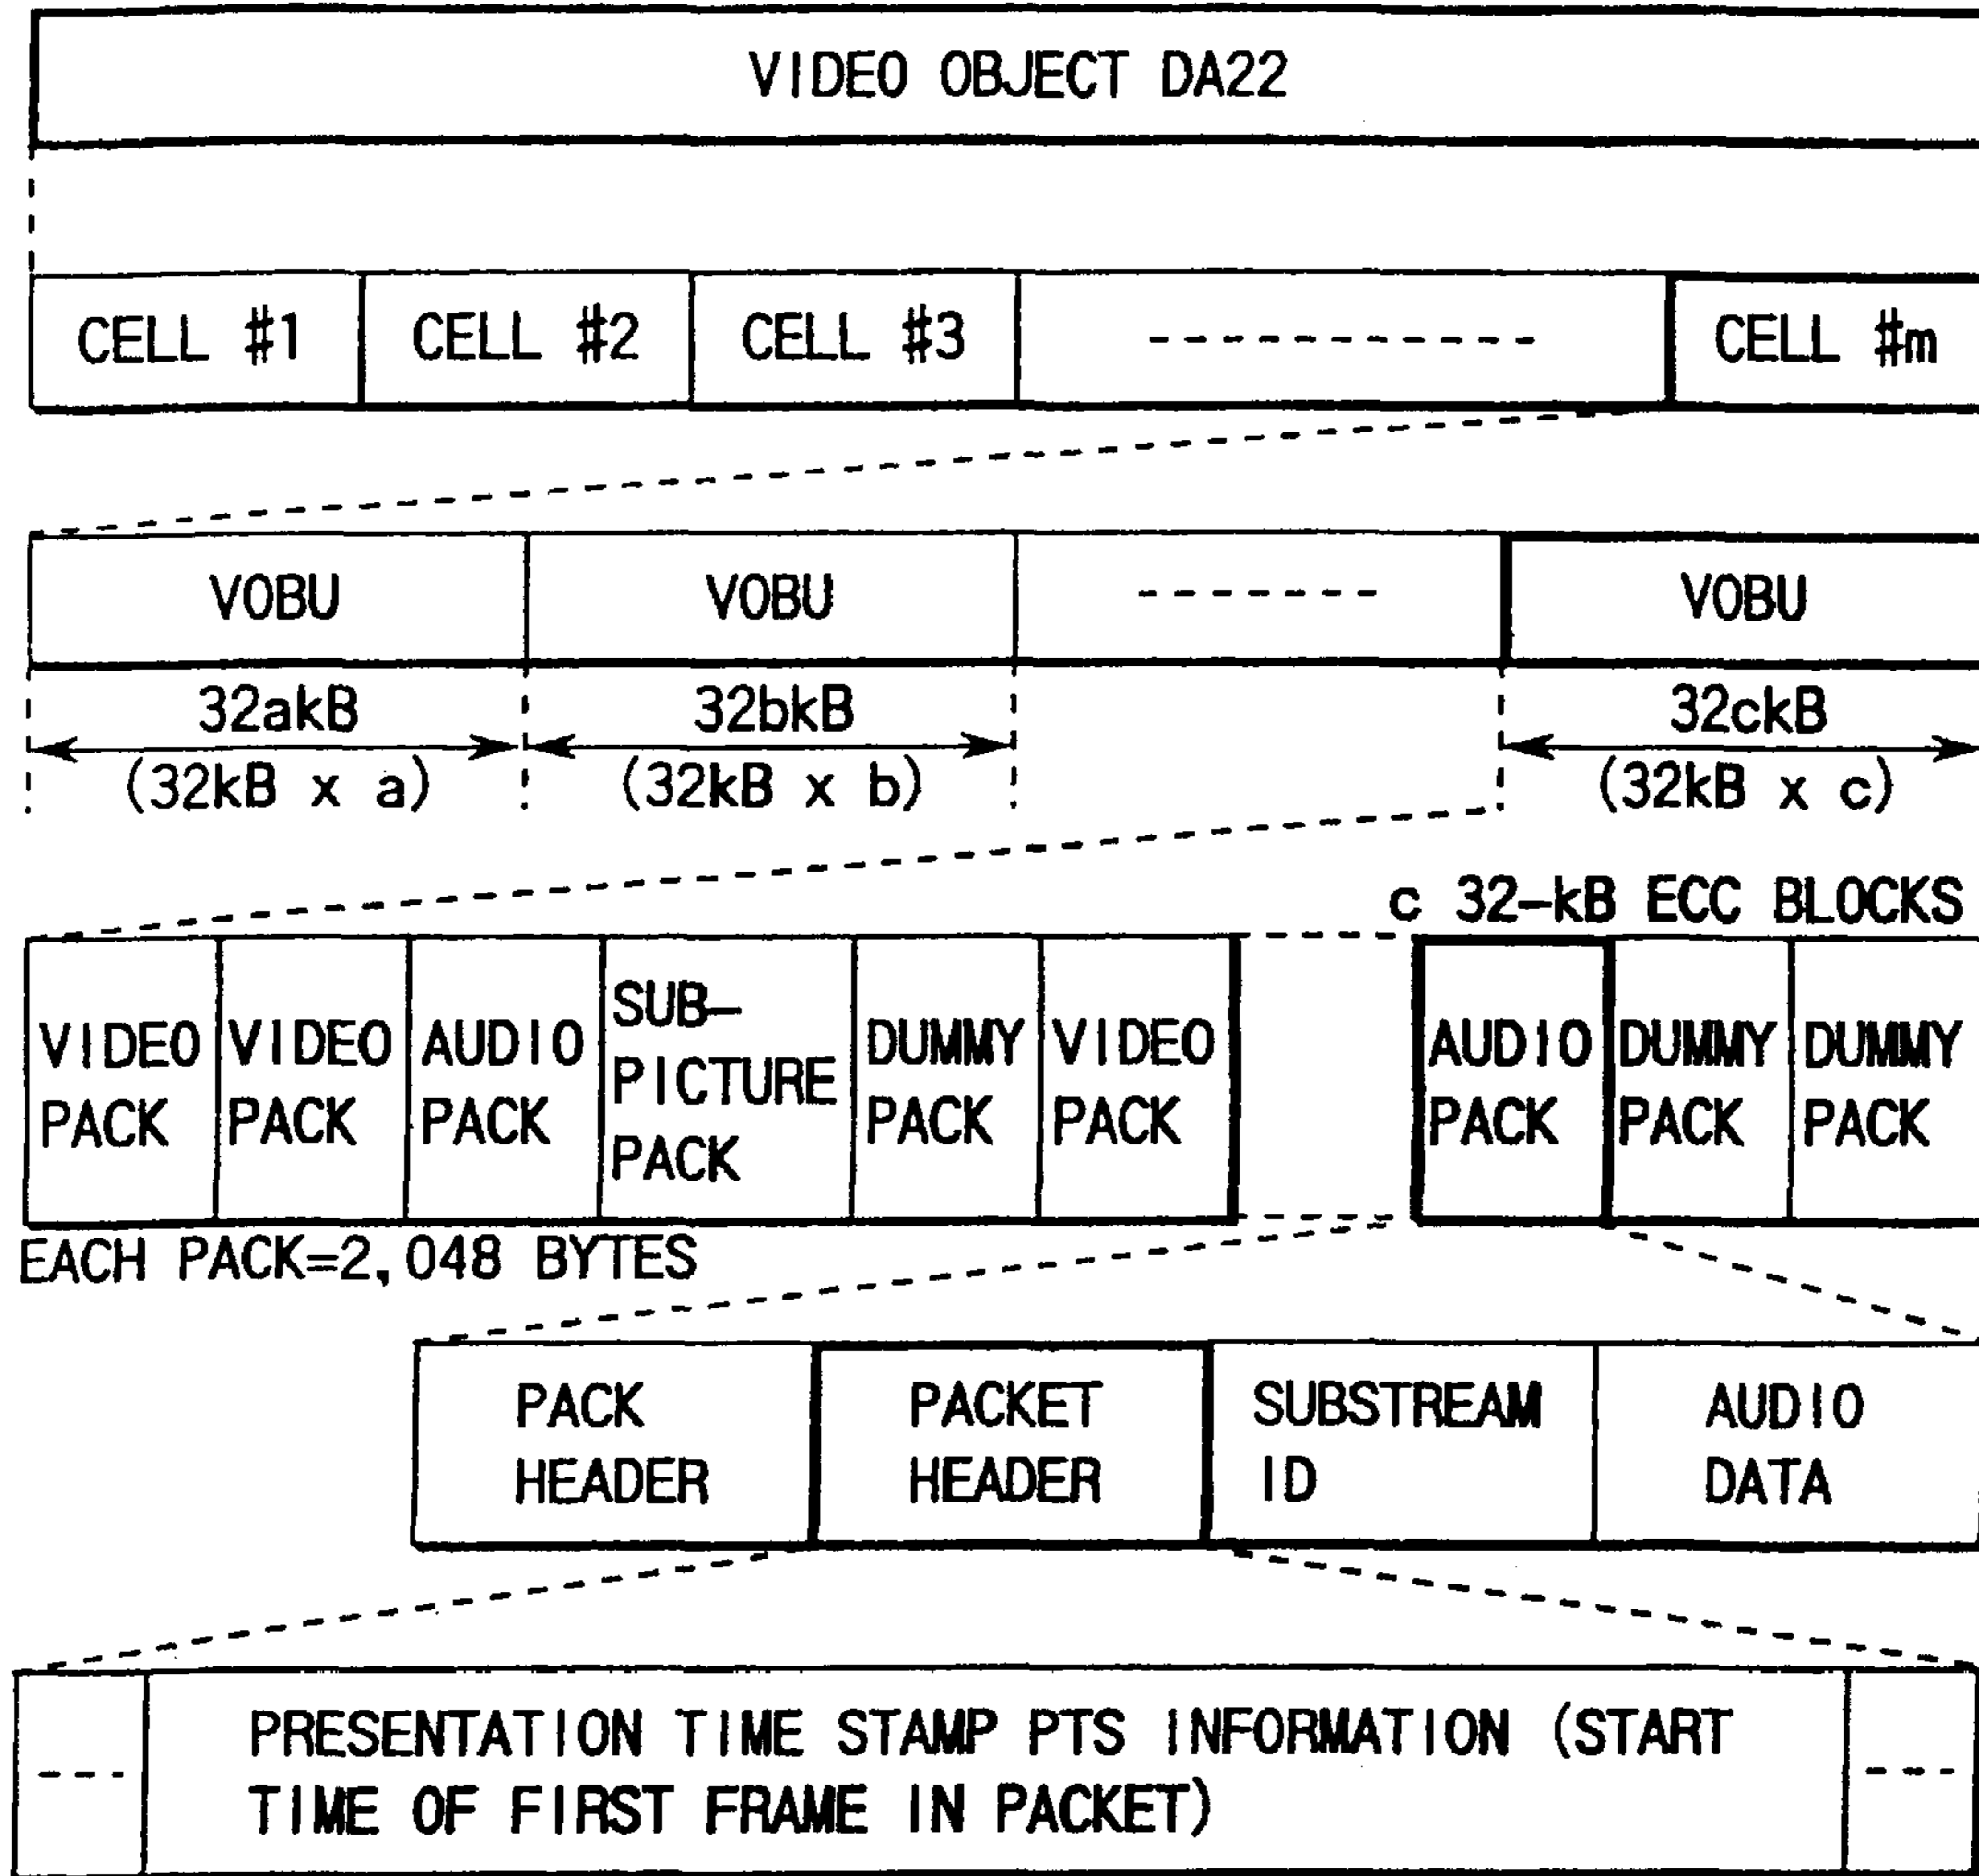 VIDEO OBJECT DA22
CELL #1 CELL #2 CELL #3 ------------ CELL #m
VOBU VOBU ------- VOBU
32akB 32bkB 32ckB
(32kB x a) (32kB x b) (32kB x c)
c 32-kB ECC BLOCKS
VIDEO PACK
VIDEO PACK
AUDIO PACK
SUB-
PICTURE
PACK
DUMMY PACK
VIDEO PACK
AUDIO PACK
DUMMY PACK
DUMMY PACK
EACH PACK=2,048 BYTES
PACK
HEADER
PACKET
HEADER
SUBSTREAM
ID
AUDIO
DATA
--- PRESENTATION TIME STAMP PTS INFORMATION (START ---
TIME OF FIRST FRAME IN PACKET)